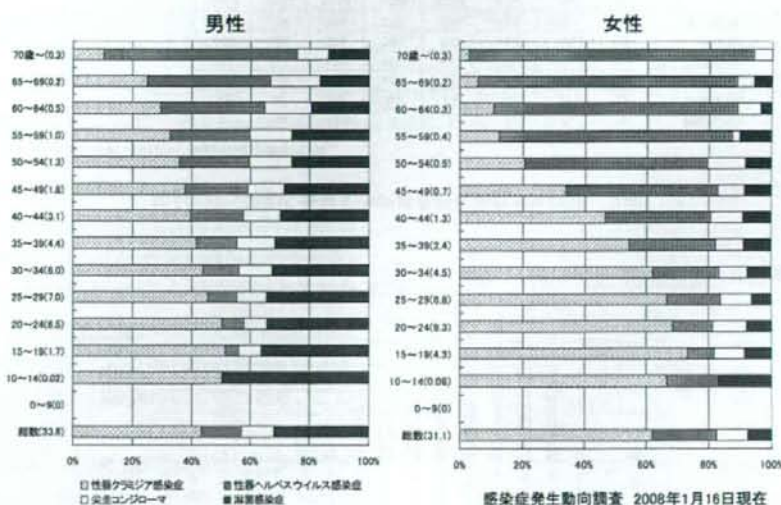 男性
70歳～(0.3)
65～69(0.2)
60～64(0.5)
55～59(1.0)
50～54(1.3)
45～49(1.8)
40～44(3.1)
35～39(4.4)
30～34(6.0)
25～29(7.0)
20～24(6.5)
15～19(1.7)
10～14(0.02)
0～9(0)
総数(33.8)
0% 20% 40% 60% 80% 100%
性器クラミジア感染症 性器ヘルペスウイルス感染症
尖圭コンジローマ 淋菌感染症
女性
70歳～(0.3)
65～69(0.2)
60～64(0.3)
55～59(0.4)
50～54(0.5)
45～49(0.7)
40～44(1.3)
35～39(2.4)
30～34(4.5)
25～29(6.8)
20～24(9.3)
15～19(4.3)
10～14(0.06)
0～9(0)
総数(31.1)
0% 20% 40% 60% 80% 100%
感染症発生動向調査 2008年1月16日現在